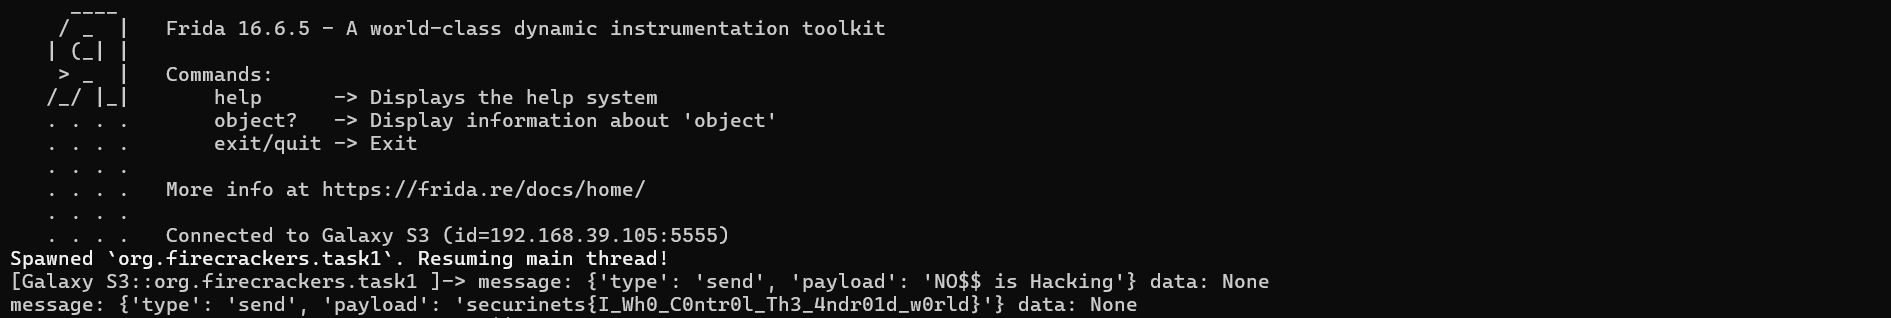 ____
    / _  |   Frida 16.6.5 - A world-class dynamic instrumentation toolkit
   | (_| |
    > _  |   Commands:
   /_/ |_|       help      -> Displays the help system
   . . . .       object?   -> Display information about 'object'
   . . . .       exit/quit -> Exit
   . . . .
   . . . .   More info at https://frida.re/docs/home/
   . . . .
   . . . .   Connected to Galaxy S3 (id=192.168.39.105:5555)
Spawned `org.firecrackers.task1`. Resuming main thread!
[Galaxy S3::org.firecrackers.task1 ]-> message: {'type': 'send', 'payload': 'NO$$ is Hacking'} data: None
message: {'type': 'send', 'payload': 'securinets{I_Wh0_C0ntr0l_Th3_4ndr01d_w0rld}'} data: None